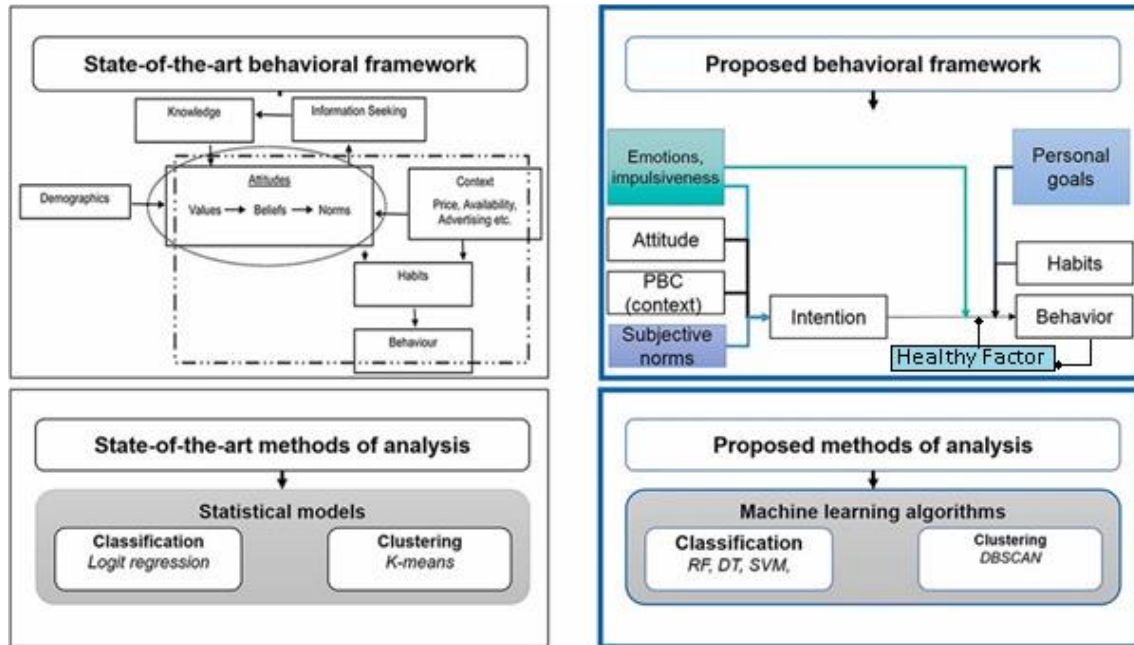 State-of-the-art behavioral framework
Knowledge
Information Seeking
Demographics
Attitudes
Values
Beliefs
Norms
Context
Price, Availability,
Advertising etc.
Habits
Behaviour
Proposed behavioral framework
Emotions,
impulsiveness
Personal
goals
Attitude
Habits
PBC
(context)
Intention
Behavior
Subjective
norms
Healthy Factor
State-of-the-art methods of analysis
Statistical models
Classification
Logit regression
Clustering
K-means
Proposed methods of analysis
Machine learning algorithms
Classification
RF, DT, SVM,
Clustering
DBSCAN